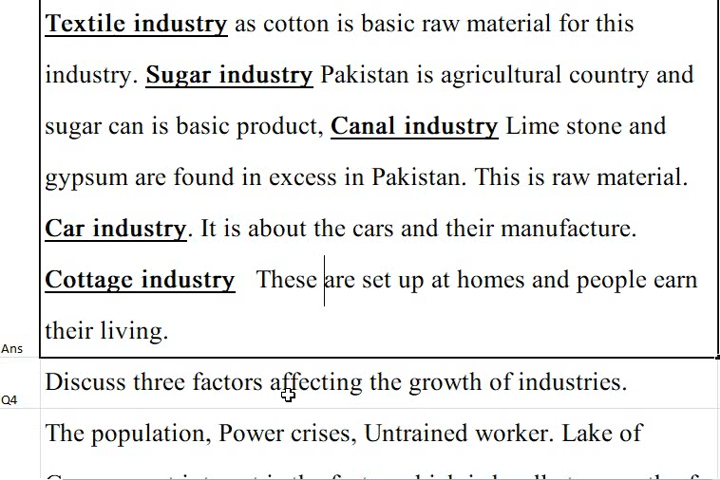 Textile industry as cotton is basic raw material for this
industry. Sugar industry Pakistan is agricultural country and
sugar can is basic product, Canal industry Lime stone and
gypsum are found in excess in Pakistan. This is raw material.
Car industry. It is about the cars and their manufacture.
Cottage industry These are set up at homes and people earn
their living.
Ans
Discuss three factors affecting the growth of industries.
Q4
The population, Power crises, Untrained worker. Lake of